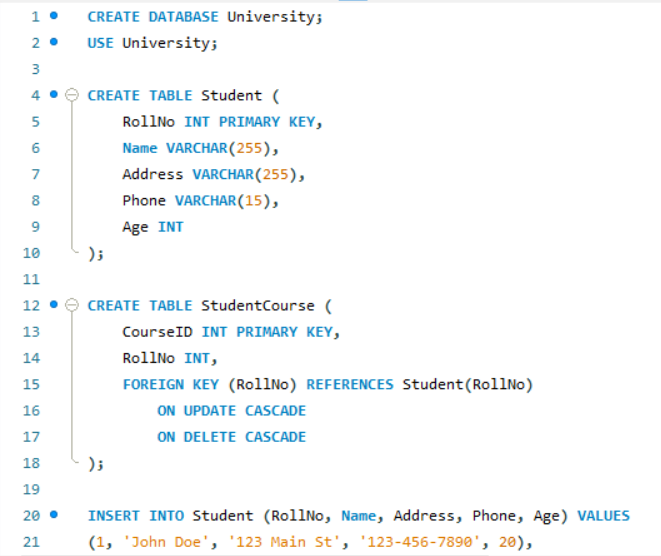 1 CREATE DATABASE University;
2 USE University;
3
4 CREATE TABLE Student (
5 RollNo INT PRIMARY KEY,
6 Name VARCHAR(255),
7 Address VARCHAR(255),
8 Phone VARCHAR(15),
9 Age INT
10 );
11
12 CREATE TABLE StudentCourse (
13 CourseID INT PRIMARY KEY,
14 RollNo INT,
15 FOREIGN KEY (RollNo) REFERENCES Student(RollNo)
16 ON UPDATE CASCADE
17 ON DELETE CASCADE
18 );
19
20 INSERT INTO Student (RollNo, Name, Address, Phone, Age) VALUES
21 (1, 'John Doe', '123 Main St', '123-456-7890', 20),